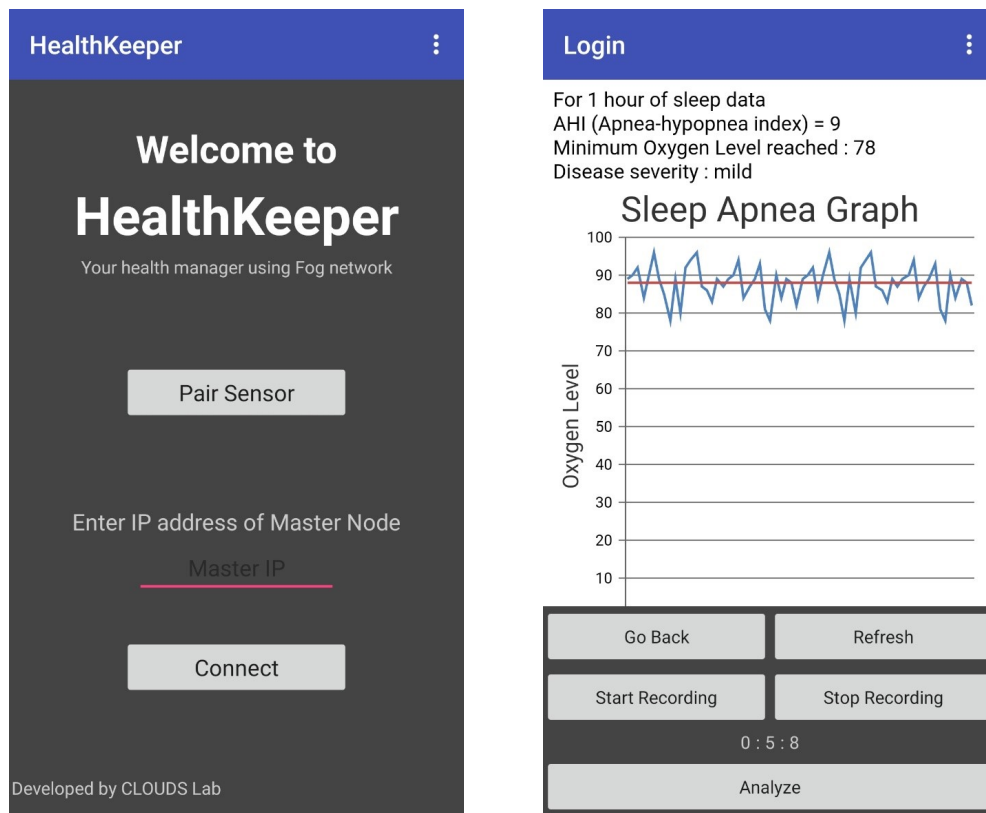 HealthKeeper
Welcome to
HealthKeeper
Your health manager using Fog network
Pair Sensor
Enter IP address of Master Node
Master IP
Connect
Developed by CLOUDS Lab
Login
For 1 hour of sleep data
AHI (Apnea-hypopnea index) = 9
Minimum Oxygen Level reached : 78
Disease severity : mild
Sleep Apnea Graph
100
90
80
70
60
50
40
30
20
10
Oxygen Level
Go Back
Refresh
Start Recording
Stop Recording
0 : 5 : 8
Analyze